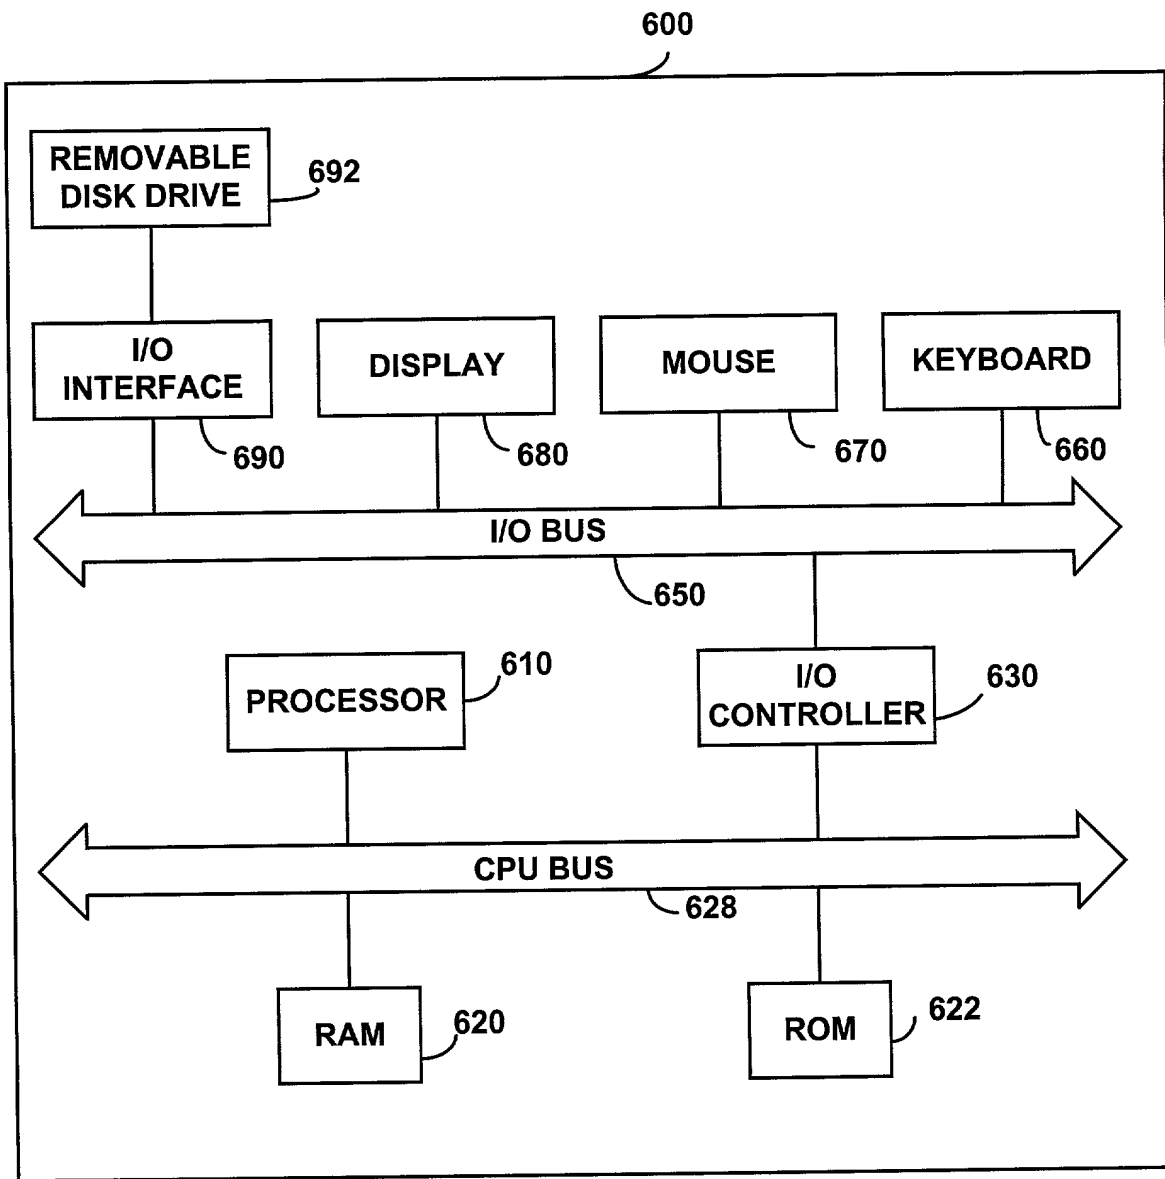 600
REMOVABLE
DISK DRIVE
692
I/O
INTERFACE
690
DISPLAY
680
MOUSE
670
KEYBOARD
660
I/O BUS
650
PROCESSOR
610
I/O
CONTROLLER
630
CPU BUS
628
RAM
620
ROM
622